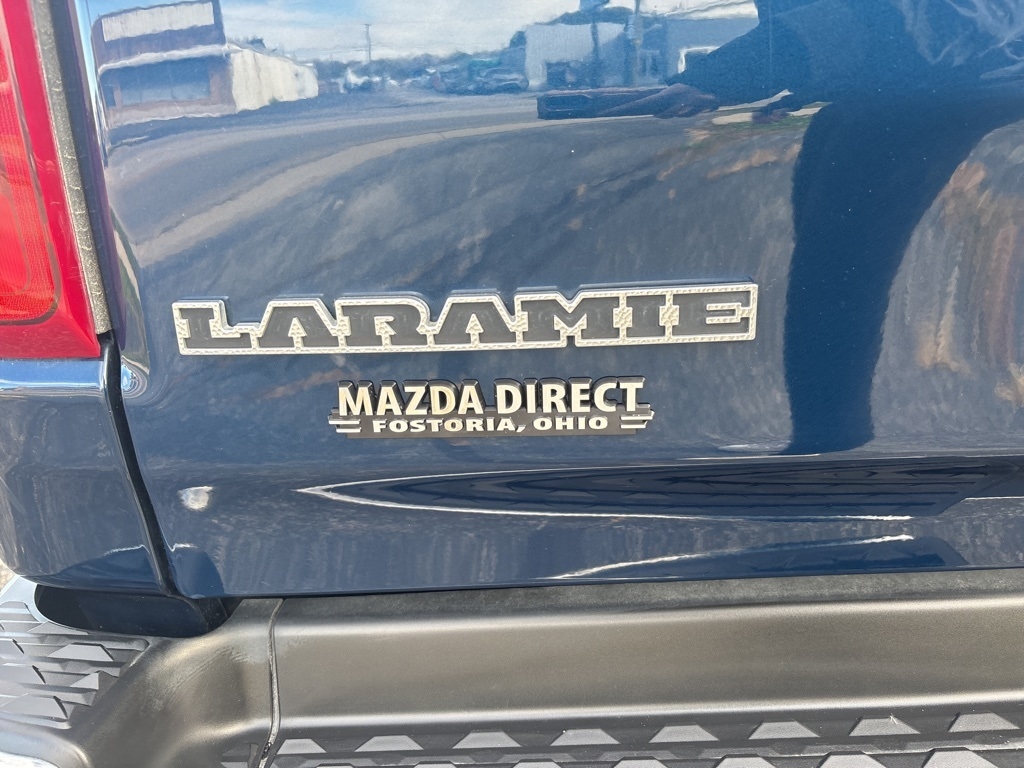 LARAMIE
MAZDA DIRECT
FOSTORIA, OHIO